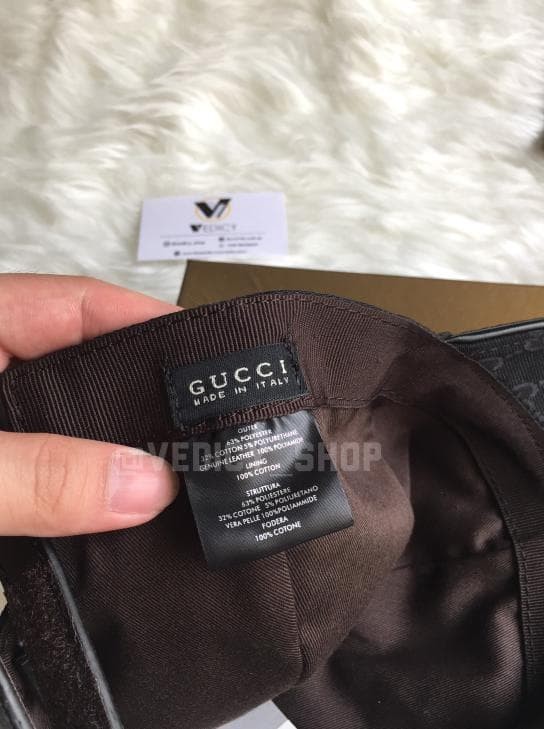 VEDICY
GUCCI
MADE IN ITALY
OUTER
63% POLYESTER
32% COTTON 5% POLYURETHANE
GENUINE LEATHER 100% POLYAMIDE
LINING
100% COTTON
@VEDICY_SHOP
STRUTTURA
63% POLIESTERE
32% COTONE 5% POLIURETANO
VERA PELLE 100%POLIAMMIDE
FODERA
100% COTONE